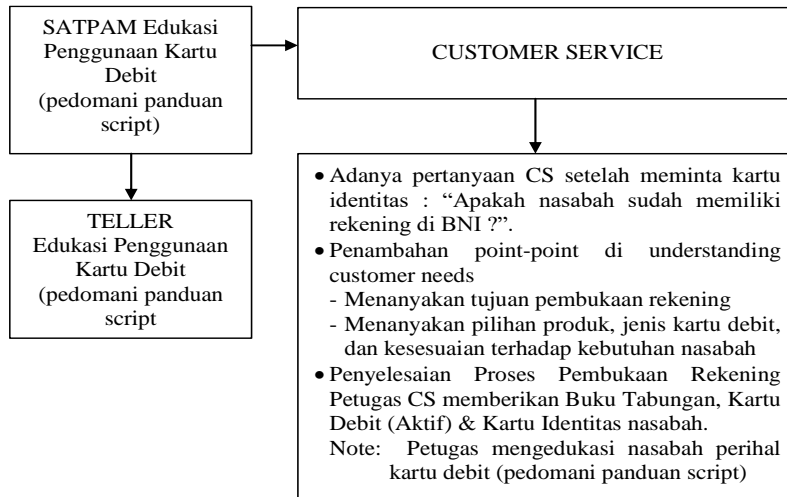 SATPAM Edukasi
Penggunaan Kartu
Debit
(pedomani panduan
script)
CUSTOMER SERVICE
TELLER
Edukasi Penggunaan
Kartu Debit
(pedomani panduan
script
• Adanya pertanyaan CS setelah meminta kartu
identitas : “Apakah nasabah sudah memiliki
rekening di BNI ?”.
• Penambahan point-point di understanding
customer needs
- Menanyakan tujuan pembukaan rekening
- Menanyakan pilihan produk, jenis kartu debit,
dan kesesuaian terhadap kebutuhan nasabah
• Penyelesaian Proses Pembukaan Rekening
Petugas CS memberikan Buku Tabungan, Kartu
Debit (Aktif) & Kartu Identitas nasabah.
Note: Petugas mengedukasi nasabah perihal
kartu debit (pedomani panduan script)